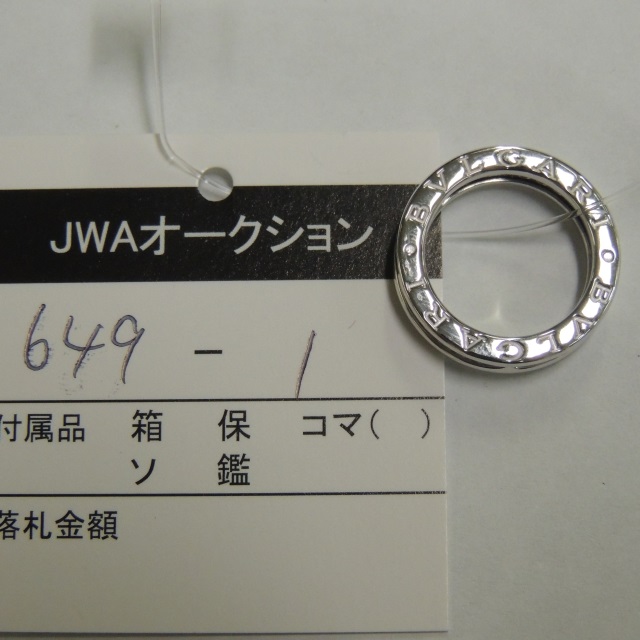 JWAオークション
649 - 1
付属品 箱 保 コマ( )
ソ 鑑
落札金額
BVLGARI O BVLGARI O